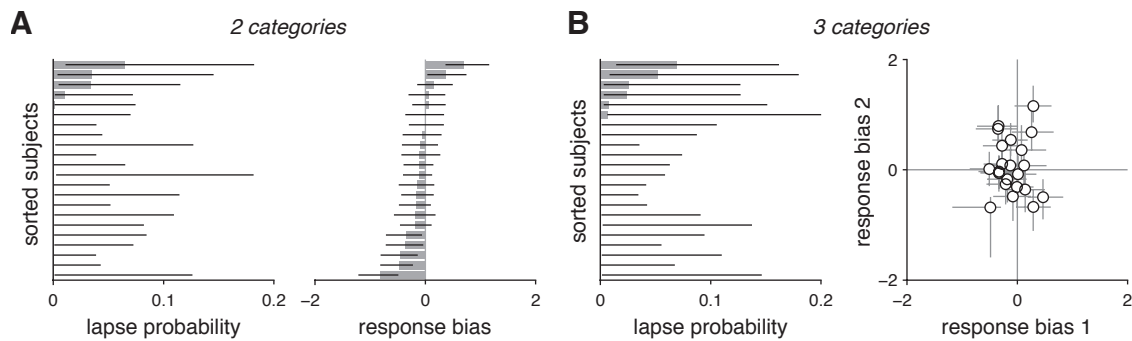 A
2 categories
sorted subjects
0
0.1
0.2
lapse probability
−2
0
2
response bias
B
3 categories
sorted subjects
0
0.1
0.2
lapse probability
2
0
−2
response bias 2
−2
0
2
response bias 1